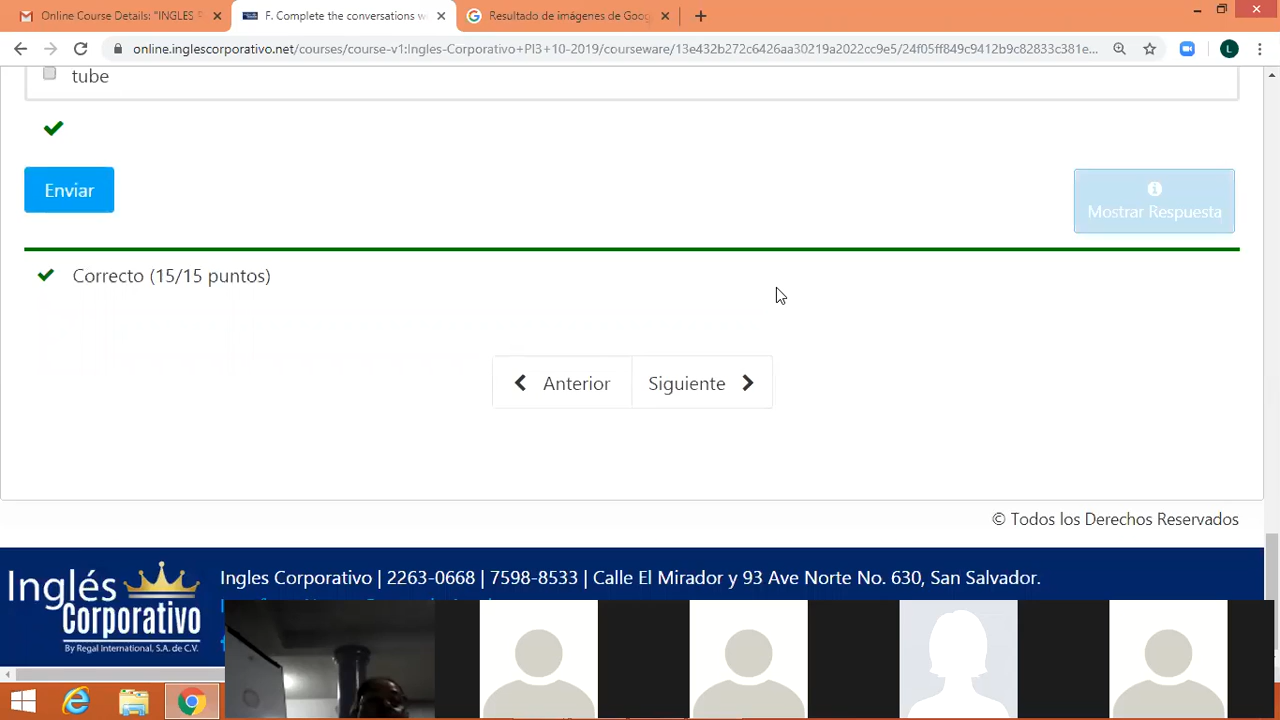 Online Course Details: "INGLES
F. Complete the conversations w
Resultado de imágenes de Goog
online.inglescorporativo.net/courses/course-v1:Ingles-Corporativo+PI3+10-2019/courseware/13e432b272c6426aa30219a2022cc9e5/24f05ff849c9412b9c82833c381e...
L
tube
Enviar
Mostrar Respuesta
Correcto (15/15 puntos)
Anterior
Siguiente
© Todos los Derechos Reservados
Inglés
Corporativo
By Regal International, S.A. de C.V.
Ingles Corporativo | 2263-0668 | 7598-8533 | Calle El Mirador y 93 Ave Norte No. 630, San Salvador.